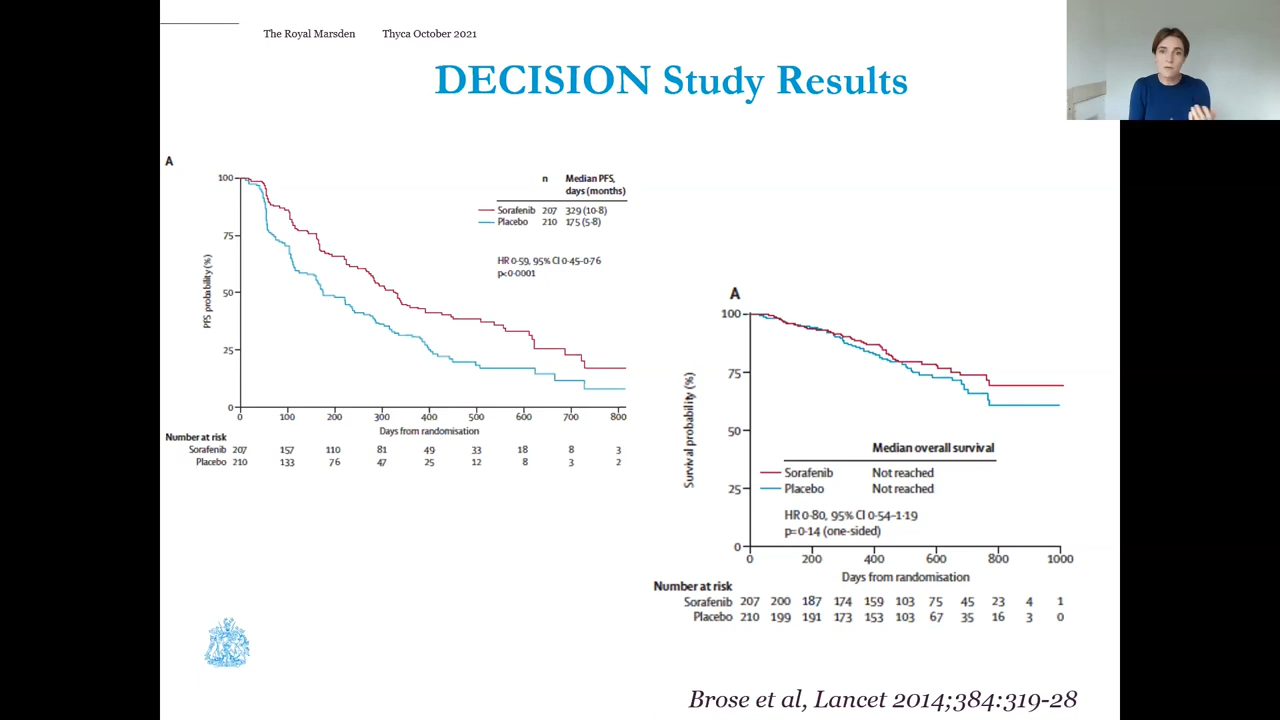 The Royal Marsden Thyca October 2021
DECISION Study Results
A
100
75
50
25
0
PFS probability (%)
n Median PFS, days (months)
Sorafenib 207 329 (10·8)
Placebo 210 175 (5·8)
HR 0·59, 95% CI 0·45–0·76
p<0·0001
0 100 200 300 400 500 600 700 800
Days from randomisation
Number at risk
Sorafenib 207 157 110 81 49 33 18 8 3
Placebo 210 133 76 47 25 12 8 3 2
A
100
75
50
25
0
Survival probability (%)
Median overall survival
Sorafenib Not reached
Placebo Not reached
HR 0·80, 95% CI 0·54–1·19
p=0·14 (one-sided)
0 200 400 600 800 1000
Days from randomisation
Number at risk
Sorafenib 207 200 187 174 159 103 75 45 23 4 1
Placebo 210 199 191 173 153 103 67 35 16 3 0
Brose et al, Lancet 2014;384:319-28